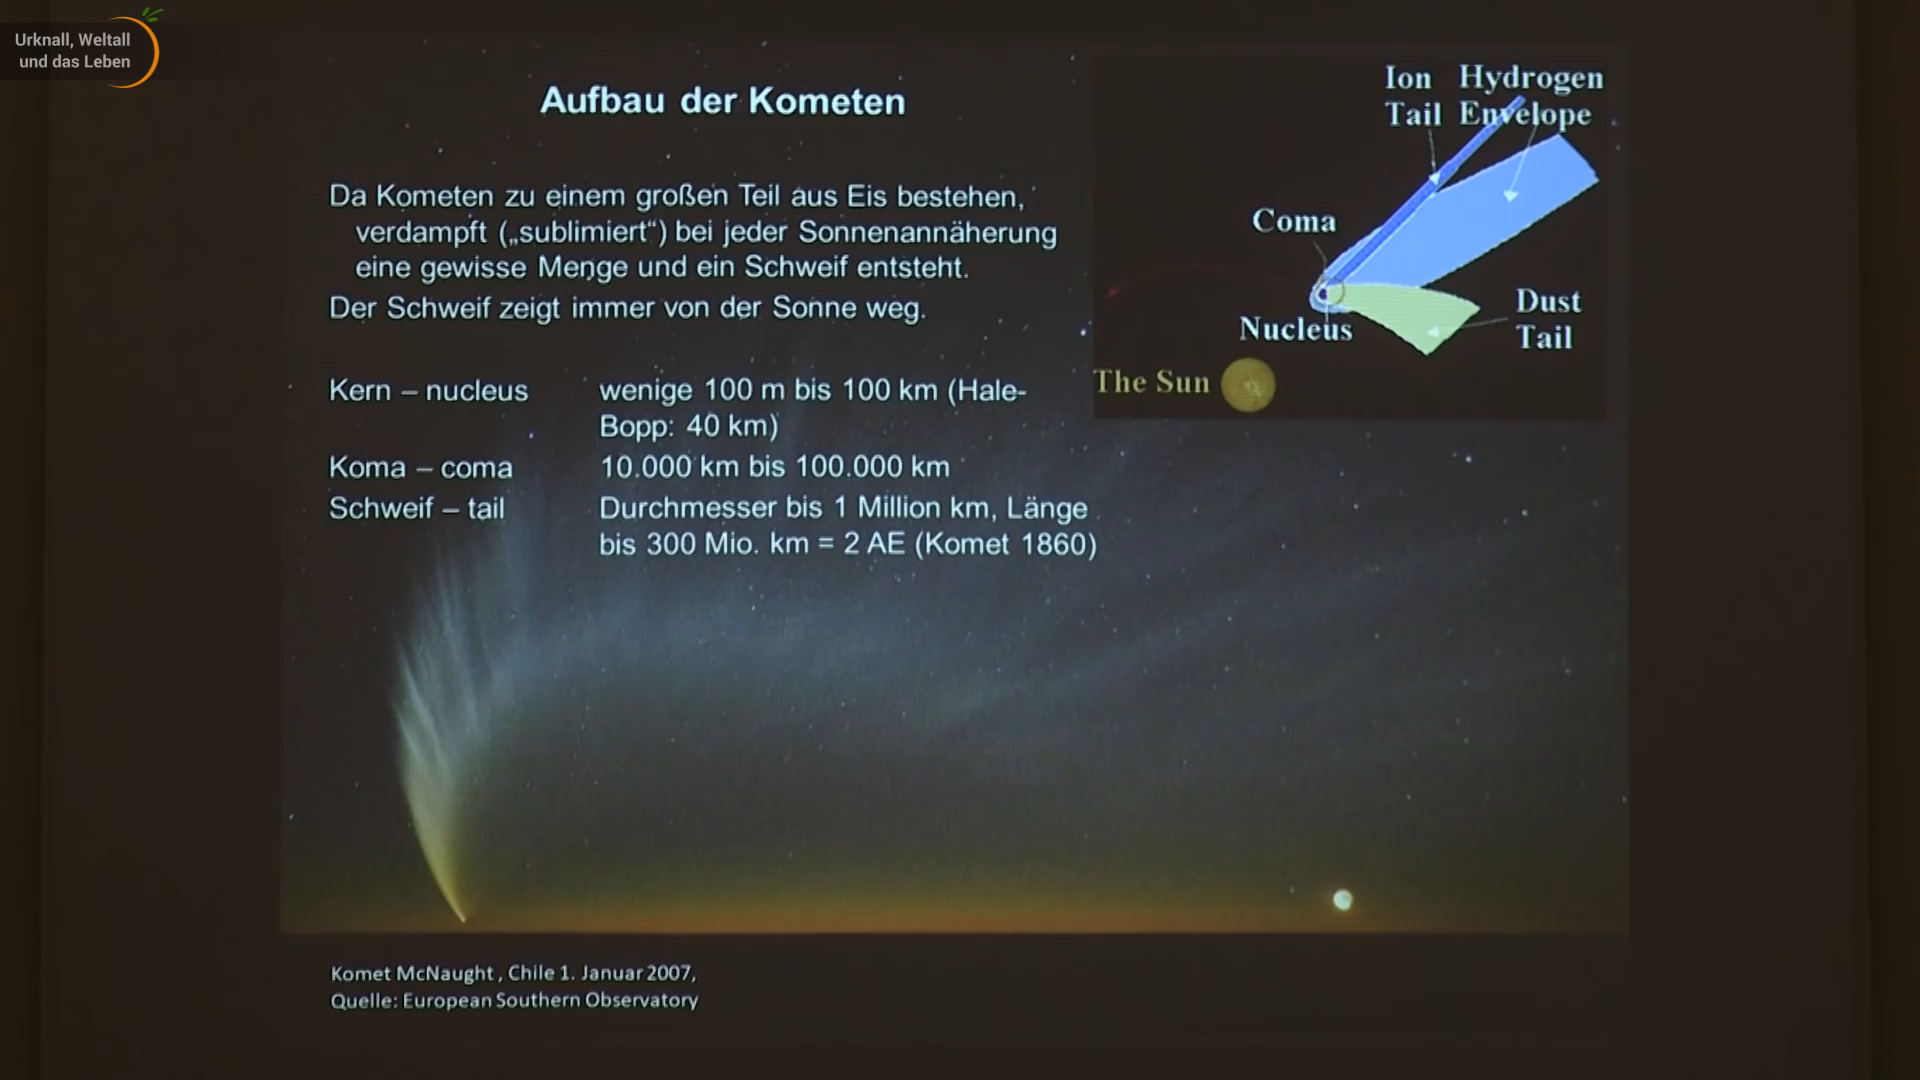 Urknall, Weltall
und das Leben
Aufbau der Kometen
Da Kometen zu einem großen Teil aus Eis bestehen,
verdampft („sublimiert“) bei jeder Sonnenannäherung
eine gewisse Menge und ein Schweif entsteht.
Der Schweif zeigt immer von der Sonne weg.
Kern – nucleus wenige 100 m bis 100 km (Hale-
Bopp: 40 km)
Koma – coma 10.000 km bis 100.000 km
Schweif – tail Durchmesser bis 1 Million km, Länge
bis 300 Mio. km = 2 AE (Komet 1860)
Ion Hydrogen
Tail Envelope
Coma
Nucleus
Dust
Tail
The Sun
Komet McNaught , Chile 1. Januar 2007,
Quelle: European Southern Observatory